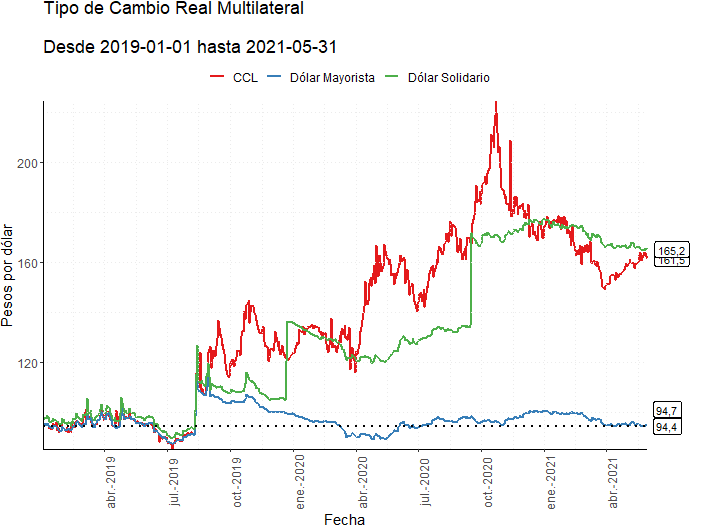 Tipo de Cambio Real Multilateral
Desde 2019-01-01 hasta 2021-05-31
CCL Dólar Mayorista Dólar Solidario
Pesos por dólar
200
160
120
165,2
161,5
94,7
94,4
abr.-2019 jul.-2019 oct.-2019 ene.-2020 abr.-2020 jul.-2020 oct.-2020 ene.-2021 abr.-2021
Fecha